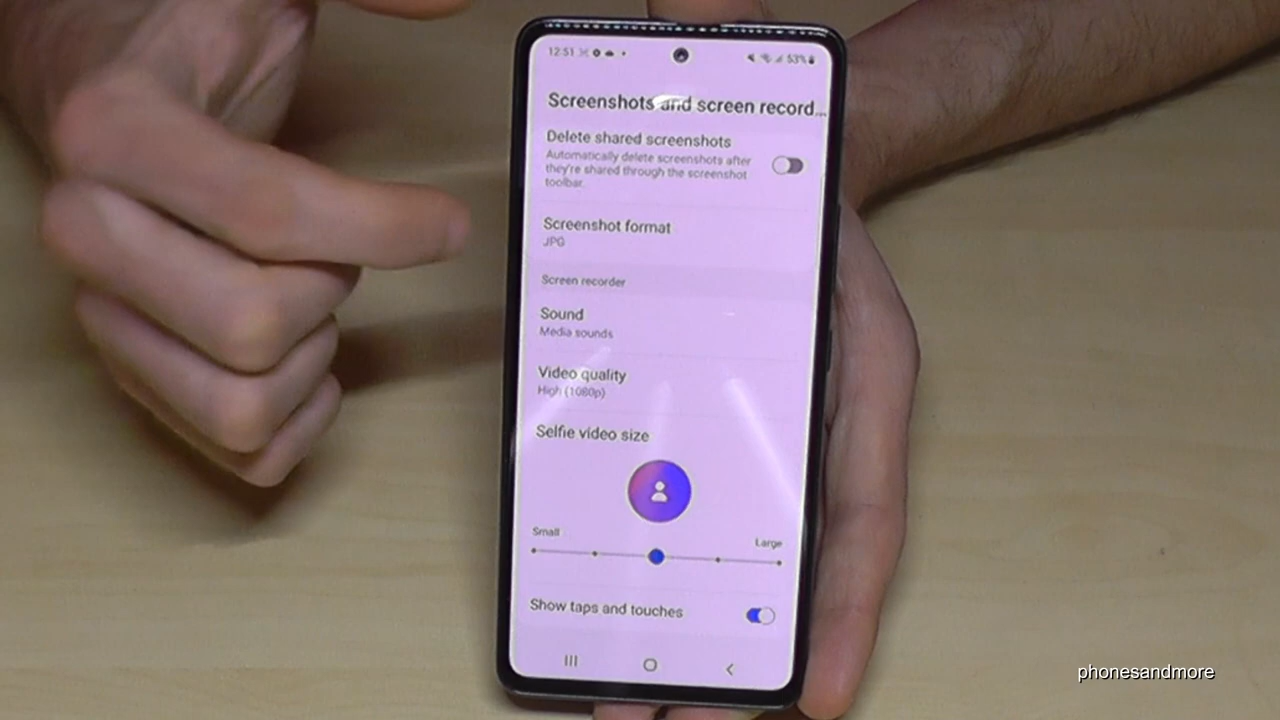 12:51
53%
Screenshots and screen record...
Delete shared screenshots
Automatically delete screenshots after
they're shared through the screenshot
toolbar.
Screenshot format
JPG
Screen recorder
Sound
Media sounds
Video quality
High (1080p)
Selfie video size
Small
Large
Show taps and touches
phonesandmore